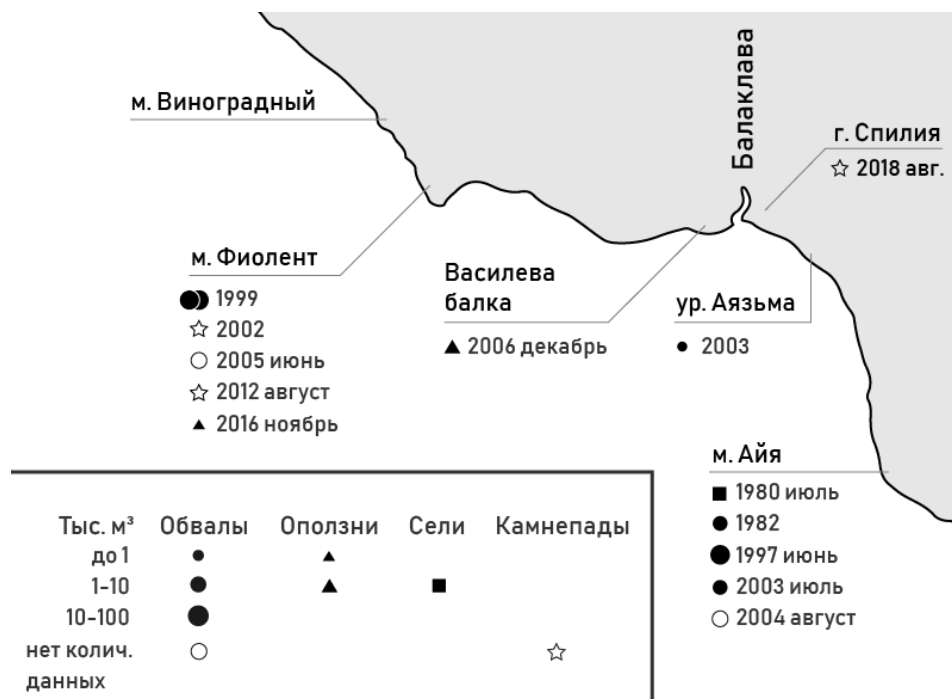 м. Виноградный
Балаклава
г. Спилия
2018 авг.
м. Фиолент
1999
2002
2005 июнь
2012 август
2016 ноябрь
Василева
балка
2006 декабрь
ур. Аязьма
2003
м. Айя
1980 июль
1982
1997 июнь
2003 июль
2004 август
Тыс. м³ Обвалы Оползни Сели Камнепады
до 1
1-10
10-100
нет колич.
данных